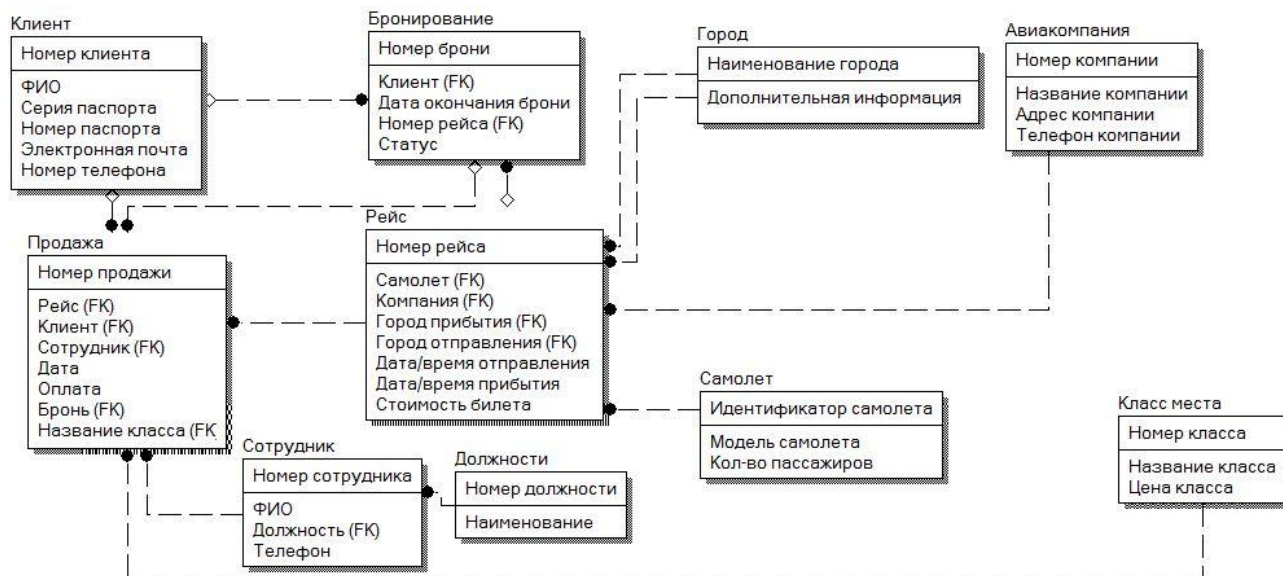 Клиент
Номер клиента
ФИО
Серия паспорта
Номер паспорта
Электронная почта
Номер телефона
Бронирование
Номер брони
Клиент (FK)
Дата окончания брони
Номер рейса (FK)
Статус
Город
Наименование города
Дополнительная информация
Авиакомпания
Номер компании
Название компании
Адрес компании
Телефон компании
Продажа
Номер продажи
Рейс (FK)
Клиент (FK)
Сотрудник (FK)
Дата
Оплата
Бронь (FK)
Название класса (FK
Рейс
Номер рейса
Самолет (FK)
Компания (FK)
Город прибытия (FK)
Город отправления (FK)
Дата/время отправления
Дата/время прибытия
Стоимость билета
Самолет
Идентификатор самолета
Модель самолета
Кол-во пассажиров
Класс места
Номер класса
Название класса
Цена класса
Сотрудник
Номер сотрудника
ФИО
Должность (FK)
Телефон
Должности
Номер должности
Наименование